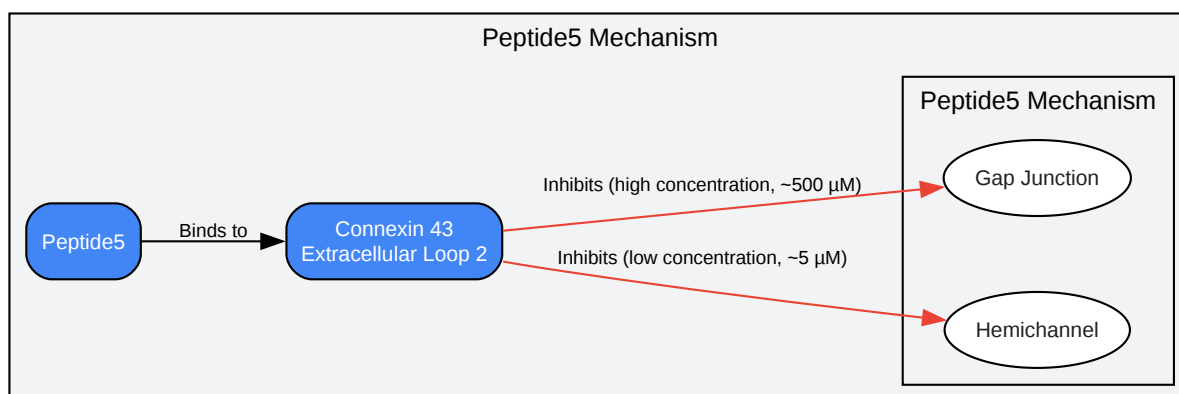 Peptide5 Mechanism
Peptide5 Mechanism
Gap Junction
Inhibits (high concentration, ~500 µM)
Peptide5
Binds to
Connexin 43
Extracellular Loop 2
Inhibits (low concentration, ~5 µM)
Hemichannel